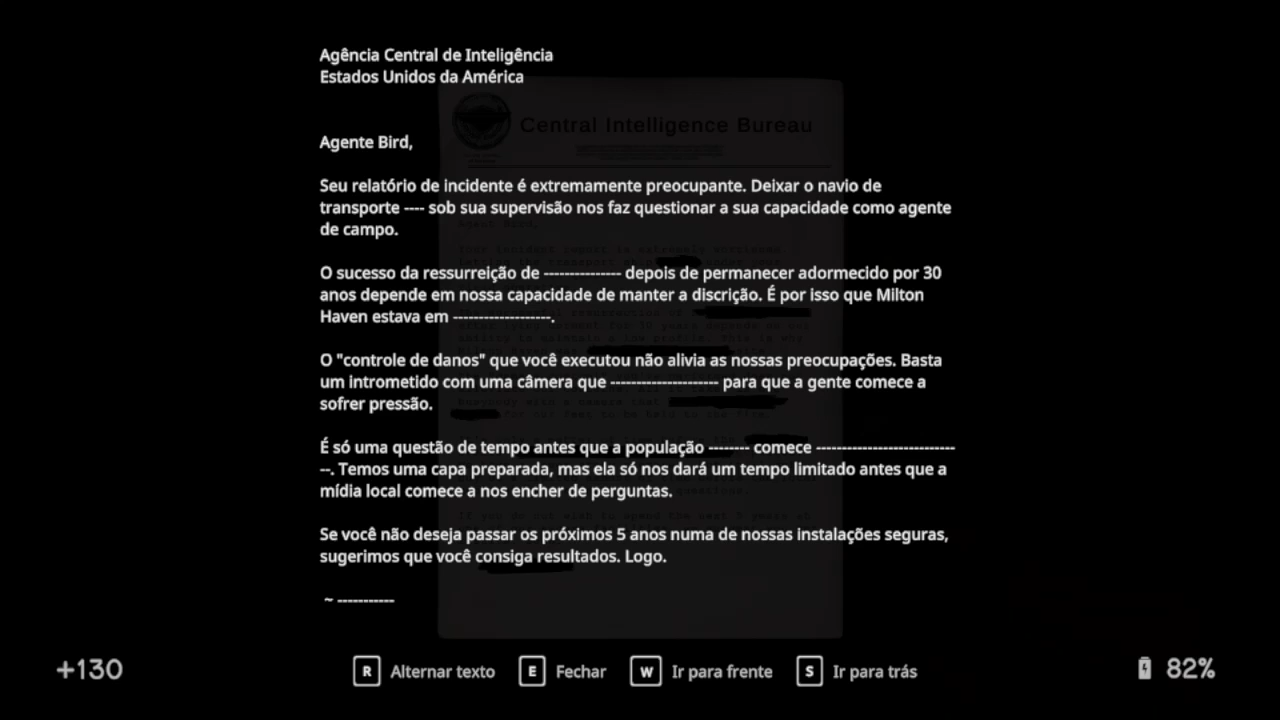 Agência Central de Inteligência
Estados Unidos da América
Central Intelligence Bureau
Agente Bird,
Seu relatório de incidente é extremamente preocupante. Deixar o navio de
transporte ---- sob sua supervisão nos faz questionar a sua capacidade como agente
de campo.
O sucesso da ressurreição de --------------- depois de permanecer adormecido por 30
anos depende em nossa capacidade de manter a discrição. É por isso que Milton
Haven estava em -------------------.
O "controle de danos" que você executou não alivia as nossas preocupações. Basta
um intrometido com uma câmera que --------------------- para que a gente comece a
sofrer pressão.
É só uma questão de tempo antes que a população -------- comece ---------------------------
--. Temos uma capa preparada, mas ela só nos dará um tempo limitado antes que a
mídia local comece a nos encher de perguntas.
Se você não deseja passar os próximos 5 anos numa de nossas instalações seguras,
sugerimos que você consiga resultados. Logo.
~ -----------
+130
R Alternar texto E Fechar W Ir para frente S Ir para trás
82%